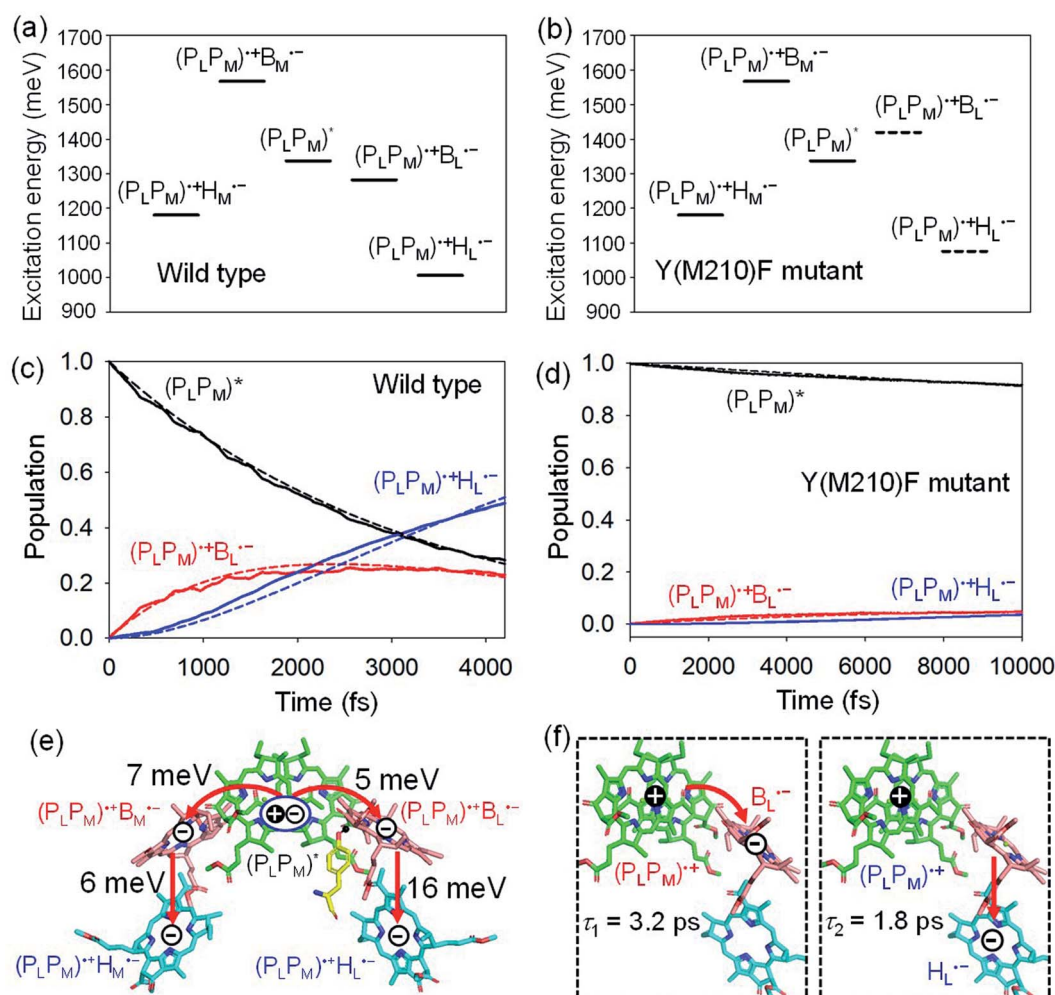 (a)
Excitation energy (meV)
1700
1600
1500
1400
1300
1200
1100
1000
900
(PLPM)•+BM•−
(PLPM)*
(PLPM)•+BL•−
(PLPM)•+HM•−
(PLPM)•+HL•−
Wild type
(b)
Excitation energy (meV)
1700
1600
1500
1400
1300
1200
1100
1000
900
(PLPM)•+BM•−
(PLPM)•+BL•−
(PLPM)*
(PLPM)•+HM•−
(PLPM)•+HL•−
Y(M210)F mutant
(c)
Population
1.0
0.8
0.6
0.4
0.2
0.0
(PLPM)*
Wild type
(PLPM)•+HL•−
(PLPM)•+BL•−
0 1000 2000 3000 4000
Time (fs)
(d)
Population
1.0
0.8
0.6
0.4
0.2
0.0
(PLPM)*
Y(M210)F mutant
(PLPM)•+BL•−
(PLPM)•+HL•−
0 2000 4000 6000 8000 10000
Time (fs)
(e)
7 meV
5 meV
(PLPM)•+BM•−
(PLPM)•+BL•−
(PLPM)*
6 meV
16 meV
(PLPM)•+HM•−
(PLPM)•+HL•−
(f)
BL•−
(PLPM)•+
τ1 = 3.2 ps
(PLPM)•+
τ2 = 1.8 ps
HL•−